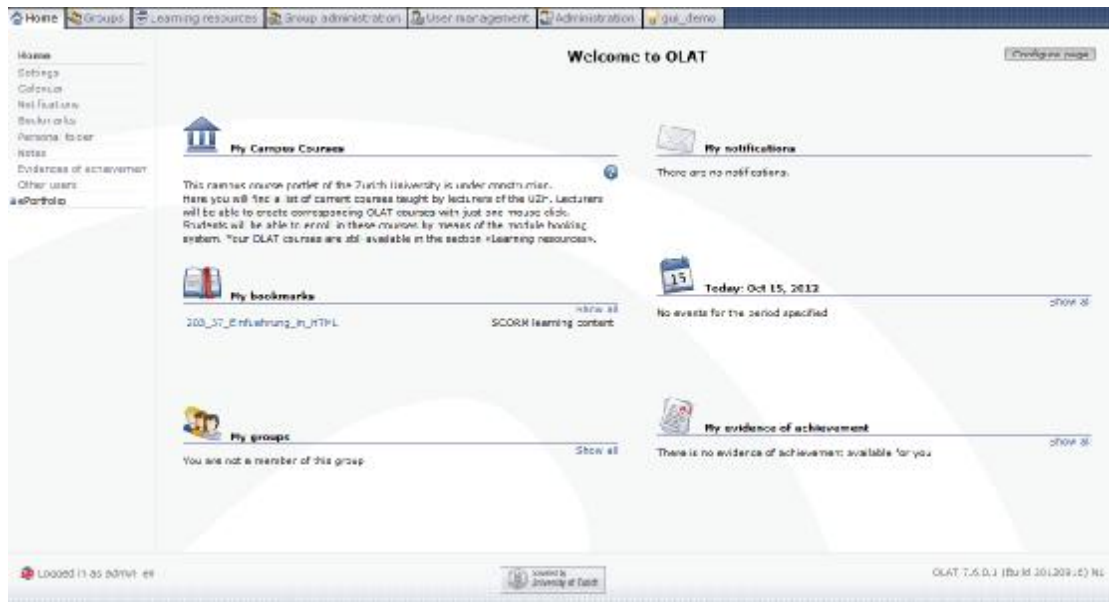 Home Groups Learning resources Group administration User management Administration gui_demo
Welcome to OLAT
Configure page
Home
Settings
Calendar
Notifications
Bookmarks
Personal folder
Notes
Evidences of achievement
Other users
ePortfolio
My Campus Courses
This campus course portlet of the Zurich University is under construction.
Here you will find a list of current courses taught by lecturers of the UZH. Lecturers
will be able to create corresponding OLAT courses with just one mouse click.
Students will be able to enroll in these courses by means of the module booking
system. Your OLAT courses are still available in the section «Learning resources».
My notifications
There are no notifications.
My bookmarks
Show all
203_37_Einfuehrung_in_HTML SCORM learning content
15
Today: Oct 15, 2012
Show all
No events for the period specified
My groups
Show all
You are not a member of this group
My evidence of achievement
Show all
There is no evidence of achievement available for you
Logged in as
University of Zurich
OLAT 7.6.0.1